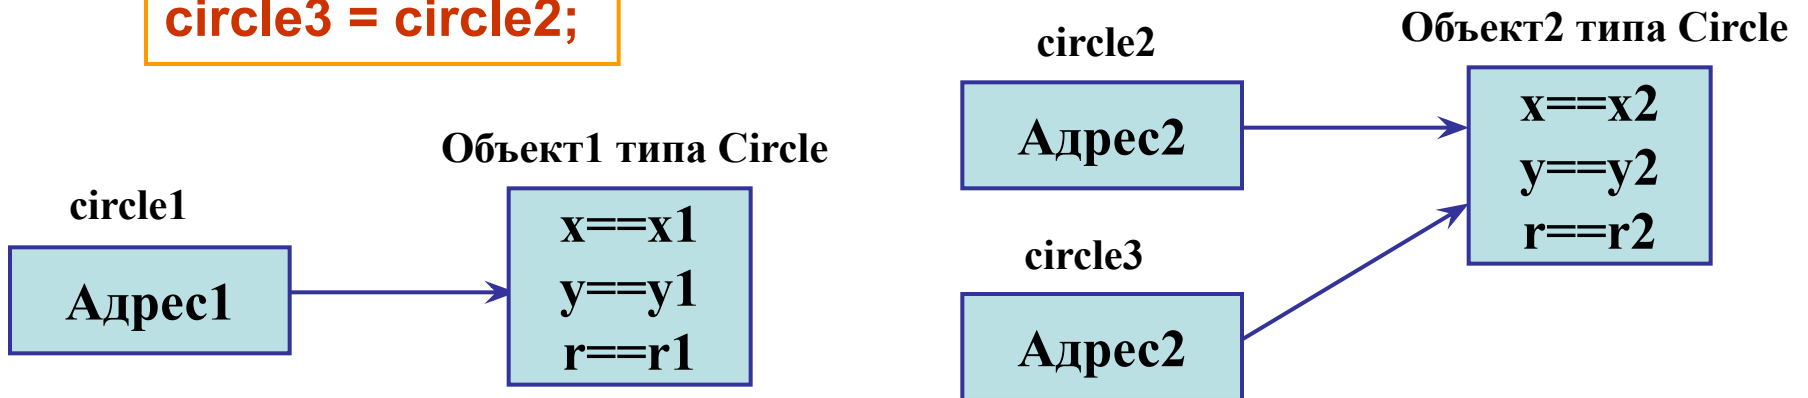 circle3 = circle2;
Объект1 типа Circle
circle1
Адрес1
x==x1
y==y1
r==r1
Объект2 типа Circle
circle2
Адрес2
x==x2
y==y2
r==r2
circle3
Адрес2